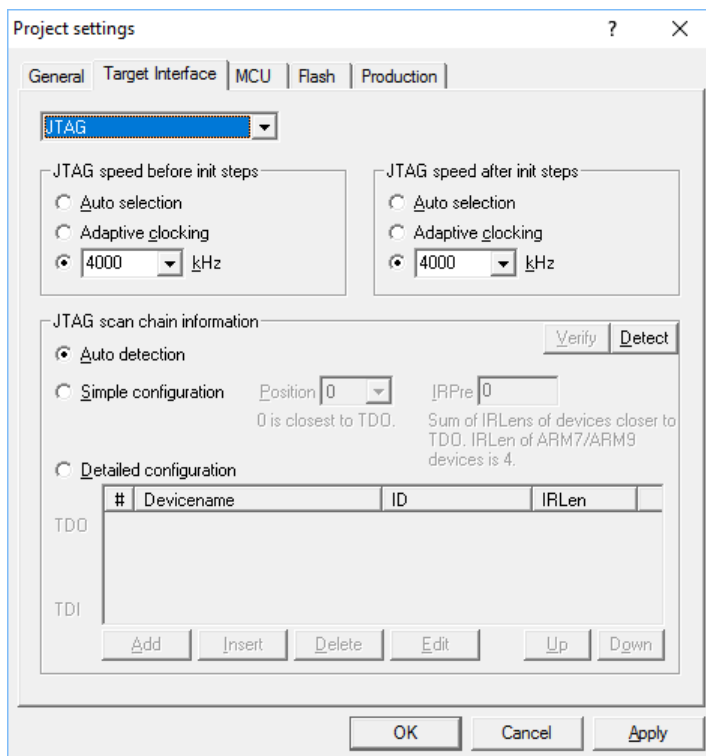 Project settings
General Target Interface MCU Flash Production
JTAG
JTAG speed before init steps
Auto selection
Adaptive clocking
4000 kHz
JTAG speed after init steps
Auto selection
Adaptive clocking
4000 kHz
JTAG scan chain information
Verify Detect
Auto detection
Simple configuration Position 0 IRPre 0
0 is closest to TDO.
Sum of IRLens of devices closer to
TDO. IRLen of ARM7/ARM9
devices is 4.
Detailed configuration
# Devicename ID IRLen
TDO
TDI
Add Insert Delete Edit Up Down
OK Cancel Apply